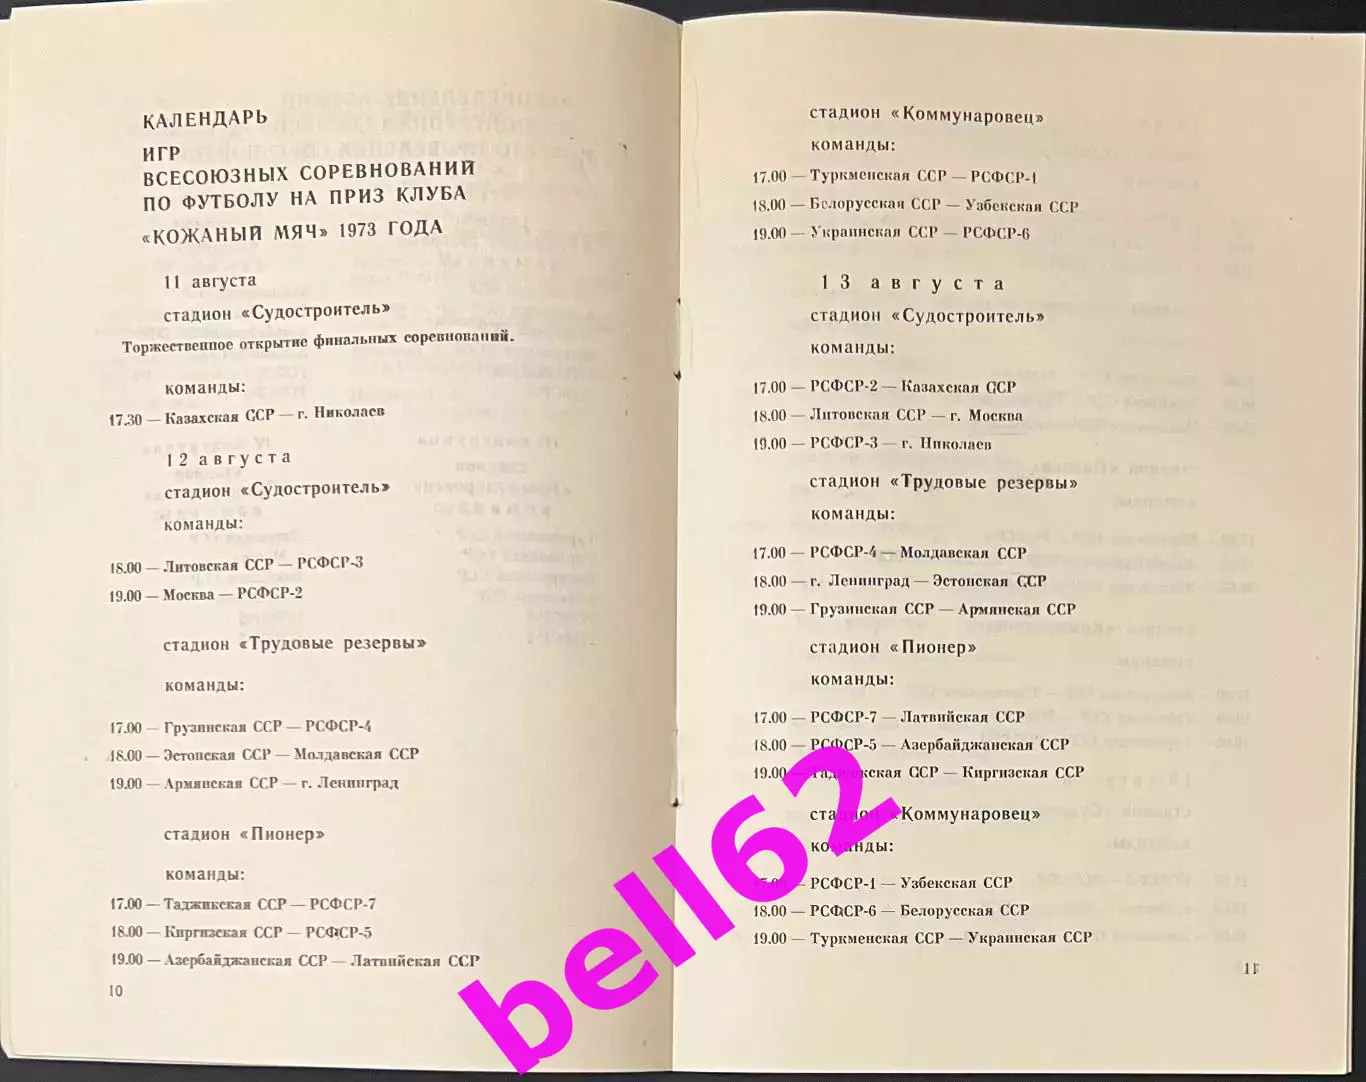 КАЛЕНДАРЬ
ИГР
ВСЕСОЮЗНЫХ СОРЕВНОВАНИЙ
ПО ФУТБОЛУ НА ПРИЗ КЛУБА
«КОЖАНЫЙ МЯЧ» 1973 ГОДА
11 августа
стадион «Судостроитель»
Торжественное открытие финальных соревнований.
команды:
17.30 — Казахская ССР — г. Николаев
12 августа
стадион «Судостроитель»
команды:
18.00 — Литовская ССР — РСФСР-3
19.00 — Москва — РСФСР-2
стадион «Трудовые резервы»
команды:
17.00 — Грузинская ССР — РСФСР-4
18.00 — Эстонская ССР — Молдавская ССР
19.00 — Армянская ССР — г. Ленинград
стадион «Пионер»
команды:
17.00 — Таджикская ССР — РСФСР-7
18.00 — Киргизская ССР — РСФСР-5
19.00 — Азербайджанская ССР — Латвийская ССР
10
стадион «Коммунаровец»
команды:
17.00 — Туркменская ССР — РСФСР-1
18.00 — Белорусская ССР — Узбекская ССР
19.00 — Украинская ССР — РСФСР-6
13 августа
стадион «Судостроитель»
команды:
17.00 — РСФСР-2 — Казахская ССР
18.00 — Литовская ССР — г. Москва
19.00 — РСФСР-3 — г. Николаев
стадион «Трудовые резервы»
команды:
17.00 — РСФСР-4 — Молдавская ССР
18.00 — г. Ленинград — Эстонская ССР
19.00 — Грузинская ССР — Армянская ССР
стадион «Пионер»
команды:
17.00 — РСФСР-7 — Латвийская ССР
18.00 — РСФСР-5 — Азербайджанская ССР
19.00 — Таджикская ССР — Киргизская ССР
стадион «Коммунаровец»
команды:
17.00 — РСФСР-1 — Узбекская ССР
18.00 — РСФСР-6 — Белорусская ССР
19.00 — Туркменская ССР — Украинская ССР
11
bell62